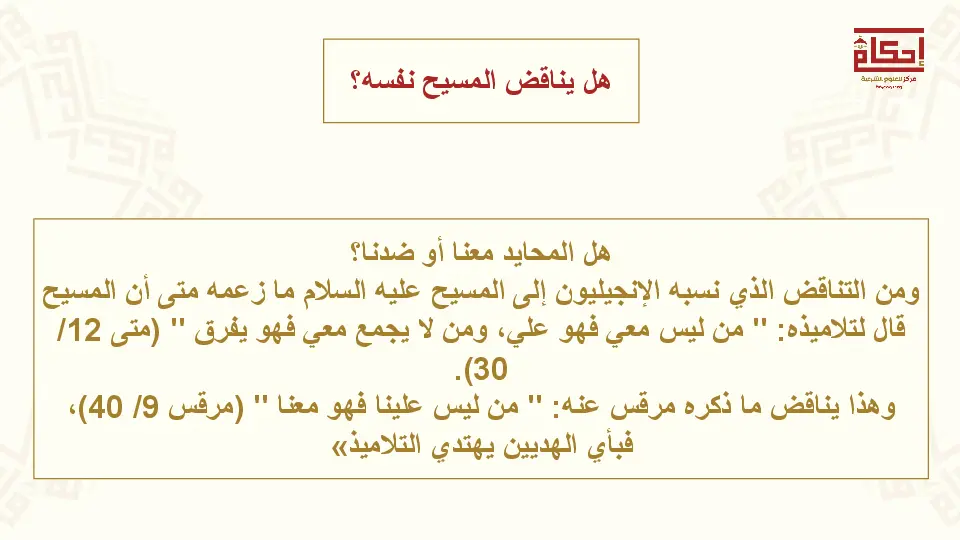 إحكام
مركز للعلوم الشرعية
هل يناقض المسيح نفسه؟
هل المحايد معنا أو ضدنا؟
ومن التناقض الذي نسبه الإنجيليون إلى المسيح عليه السلام ما زعمه متى أن المسيح
قال لتلاميذه: " من ليس معي فهو علي، ومن لا يجمع معي فهو يفرق " (متى 12/
30).
وهذا يناقض ما ذكره مرقس عنه: " من ليس علينا فهو معنا " (مرقس 9/ 40)،
فبأي الهديين يهتدي التلاميذ»